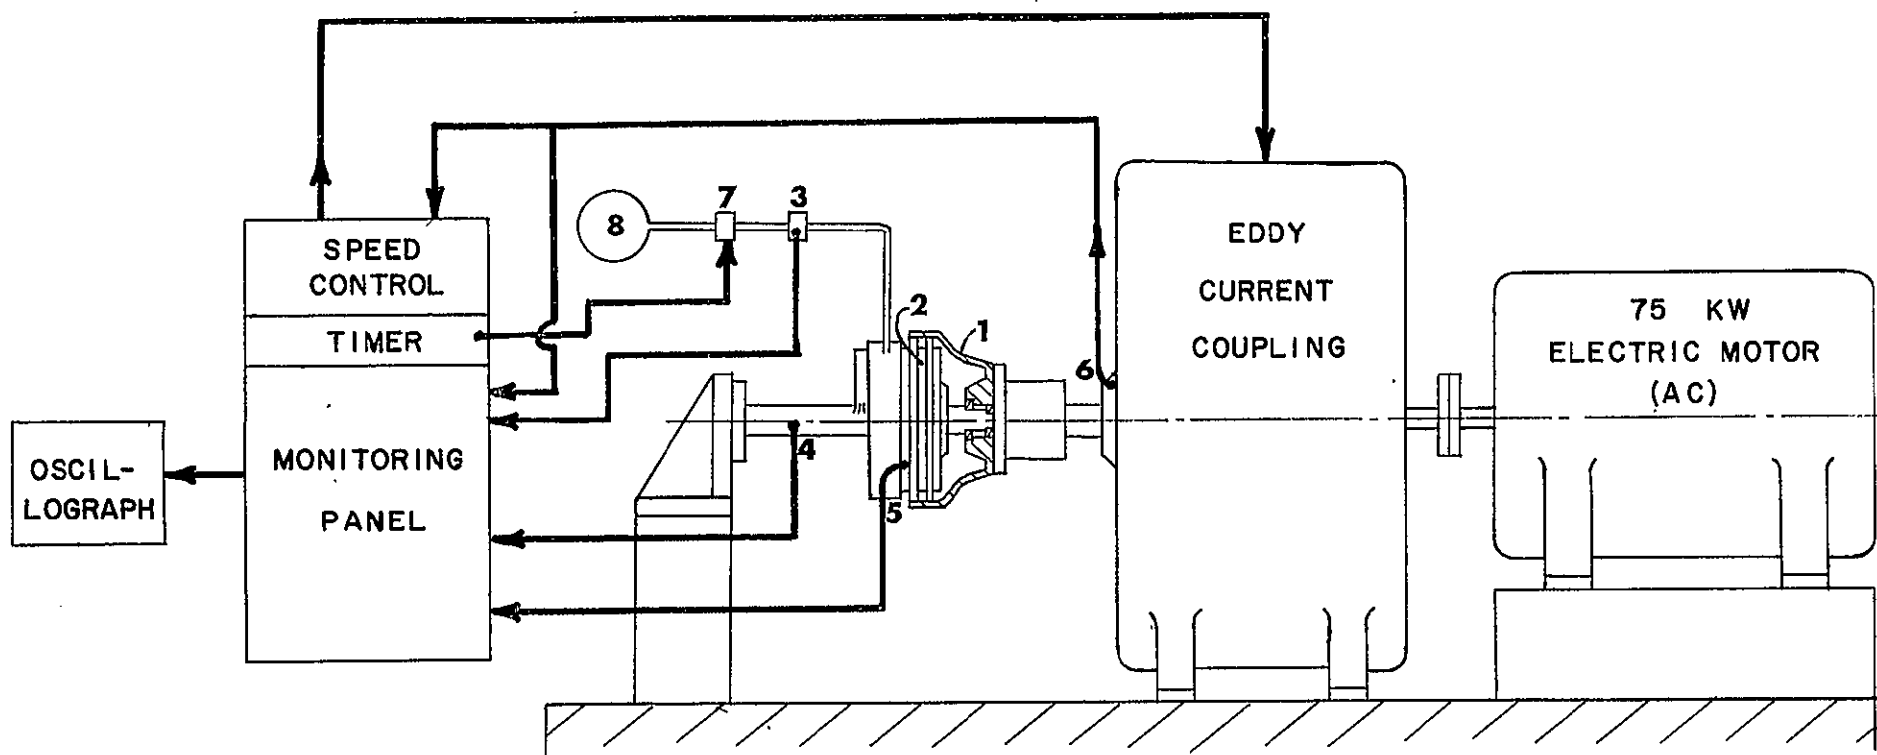 7
3
8
SPEED
CONTROL
EDDY
CURRENT
COUPLING
75 KW
ELECTRIC MOTOR
(AC)
2
1
TIMER
6
4
MONITORING
PANEL
5
OSCIL-
LOGRAPH